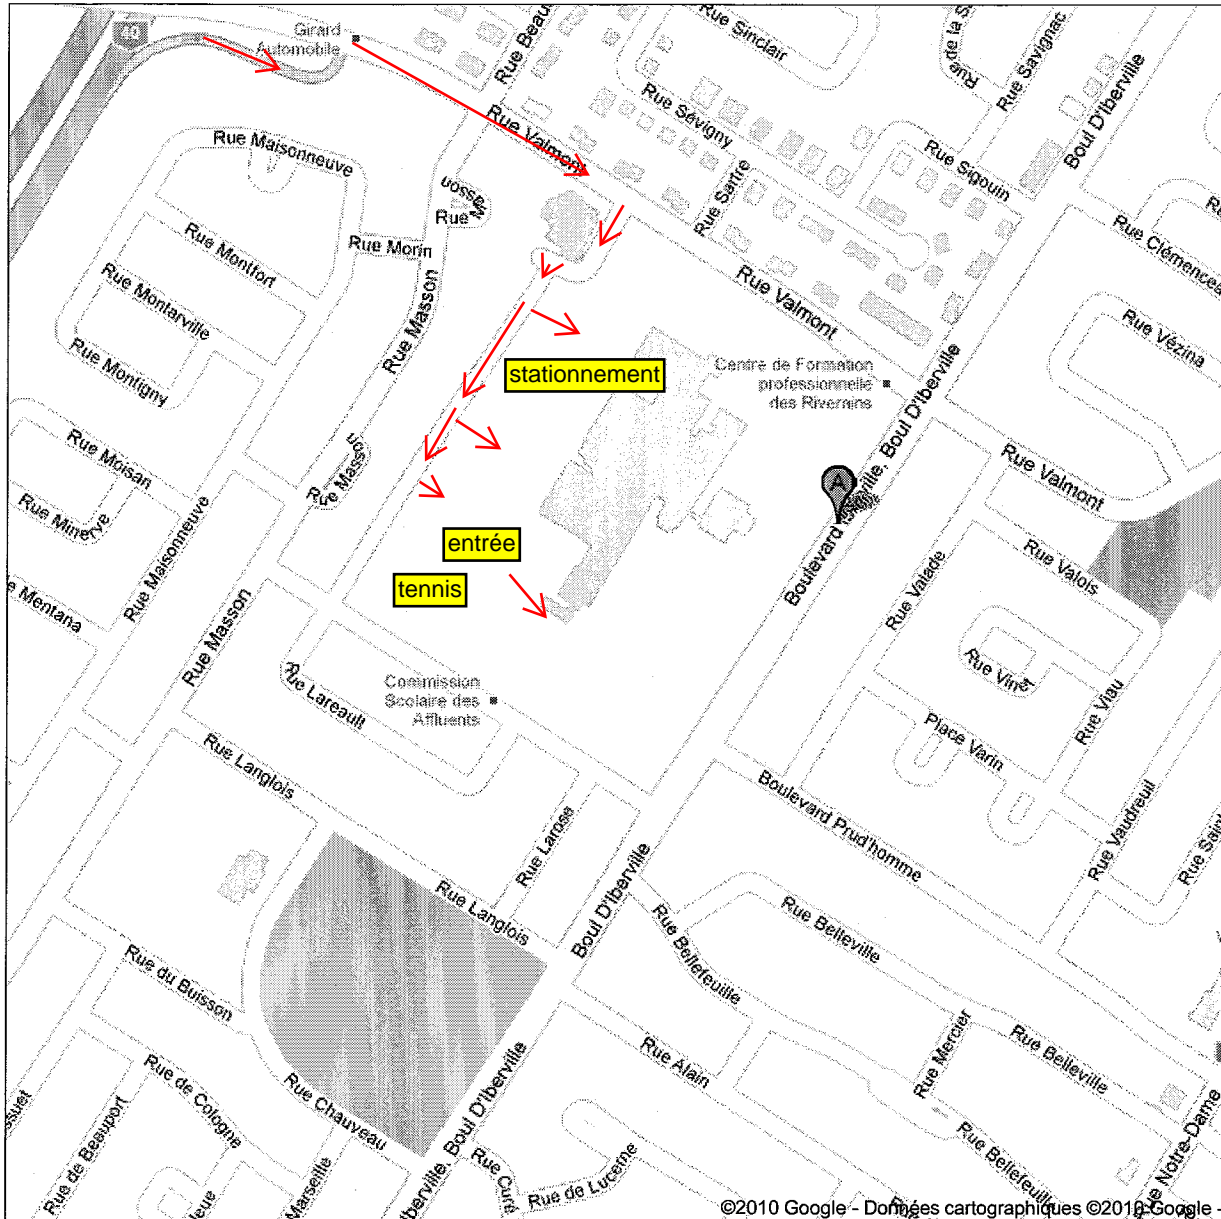 40
Girard
Automobile
Rue Beau
Rue Sinclair
Rue de la S
Rue Savignac
Boul D'Iberville
Rue Sévigny
Rue Valmont
Rue Sartre
Rue Sigouin
Rue Maisonneuve
Rue Masson
Rue Morin
Rue Montfort
Rue Montarville
Rue Montigny
Rue Masson
Rue Clémenceau
Rue Vézina
Rue Valmont
stationnement
Centre de Formation
professionnelle
des Riverains
Boul D'Iberville
Rue Moisan
Rue Minerve
Rue Masson
A
Boulevard
Rue Valmont
Rue Valois
entrée
tennis
Mentana
Rue Maisonneuve
Rue Masson
Rue Valade
Rue Vinet
Rue Viau
Place Varin
Rue Lareault
Commission
Scolaire des
Affluents
Rue Langlois
Boulevard Prud'homme
Rue Vaudreuil
Rue Larose
Boul D'Iberville
Rue Langlois
Rue Belleville
Rue Bellefeuille
Rue du Buisson
Rue Mercier
Rue Belleville
Rue Alain
Rue de Cologne
Rue Chauveau
Boul D'Iberville
Rue de Beauport
Marseille
Rue Curé
Rue de Lucerne
Rue Bellefeuille
Rue Notre-Dame
©2010 Google - Données cartographiques ©2010 Google -